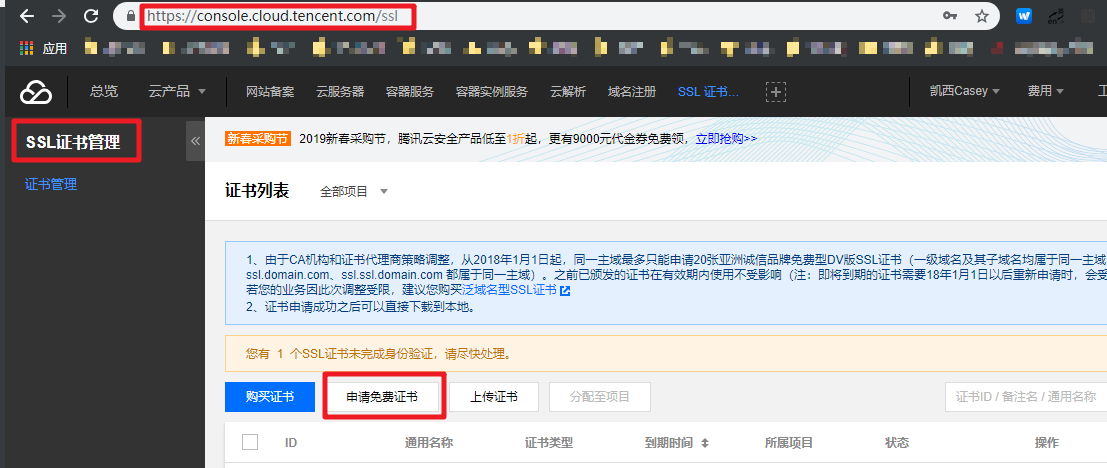 https://console.cloud.tencent.com/ssl
应用
总览 云产品 网站备案 云服务器 容器服务 容器实例服务 云解析 域名注册 SSL 证书... 凯西Casey 费用
SSL证书管理
证书管理
新春采购节 2019新春采购节，腾讯云安全产品低至1折起，更有9000元代金券免费领，立即抢购>>
证书列表 全部项目
1、由于CA机构和证书代理商策略调整，从2018年1月1日起，同一主域最多只能申请20张亚洲诚信品牌免费型DV版SSL证书（一级域名及其子域名均属于同一主域
ssl.domain.com、ssl.ssl.domain.com 都属于同一主域）。之前已颁发的证书在有效期内使用不受影响（注：即将到期的证书需要18年1月1日以后重新申请时，会受
若您的业务因此次调整受限，建议您购买泛域名型SSL证书
2、证书申请成功之后可以直接下载到本地。
您有 1 个SSL证书未完成身份验证，请尽快处理。
购买证书 申请免费证书 上传证书 分配至项目 证书ID / 备注名 / 通用名称
ID 通用名称 证书类型 到期时间 所属项目 状态 操作